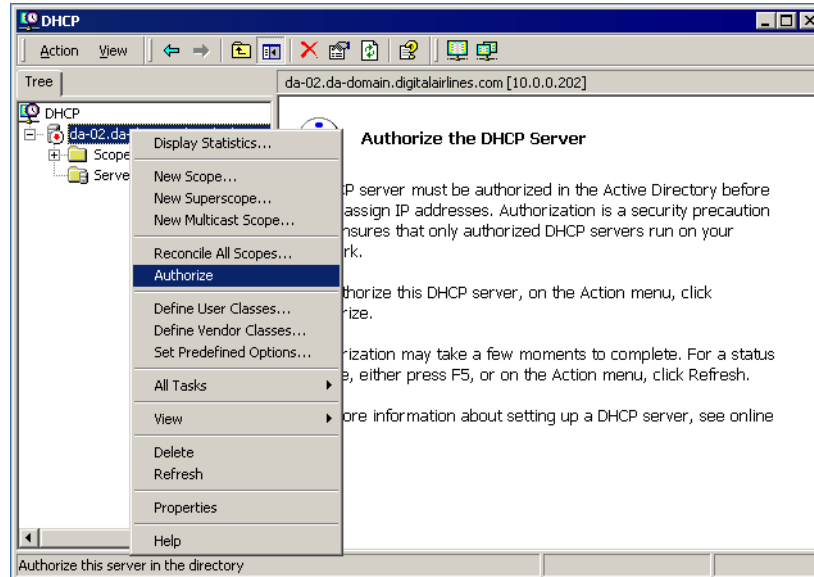 DHCP
Action View
Tree
da-02.da-domain.digitalairlines.com [10.0.0.202]
DHCP
da-02.da-
Scope
Serve
Display Statistics...
New Scope...
New Superscope...
New Multicast Scope...
Reconcile All Scopes...
Authorize
Define User Classes...
Define Vendor Classes...
Set Predefined Options...
All Tasks
View
Delete
Refresh
Properties
Help
Authorize the DHCP Server
P server must be authorized in the Active Directory before
assign IP addresses. Authorization is a security precaution
nsures that only authorized DHCP servers run on your
rk.
thorize this DHCP server, on the Action menu, click
rize.
rization may take a few moments to complete. For a status
e, either press F5, or on the Action menu, click Refresh.
ore information about setting up a DHCP server, see online
Authorize this server in the directory